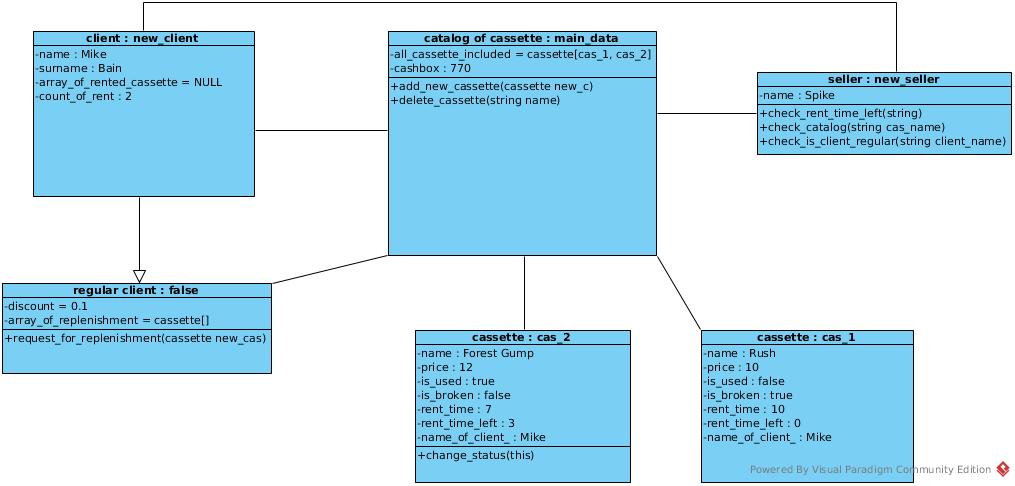 client : new_client
-name : Mike
-surname : Bain
-array_of_rented_cassette = NULL
-count_of_rent : 2
catalog of cassette : main_data
-all_cassette_included = cassette[cas_1, cas_2]
-cashbox : 770
+add_new_cassette(cassette new_c)
+delete_cassette(string name)
seller : new_seller
-name : Spike
+check_rent_time_left(string)
+check_catalog(string cas_name)
+check_is_client_regular(string client_name)
regular client : false
-discount = 0.1
-array_of_replenishment = cassette[]
+request_for_replenishment(cassette new_cas)
cassette : cas_2
-name : Forest Gump
-price : 12
-is_used : true
-is_broken : false
-rent_time : 7
-rent_time_left : 3
-name_of_client_ : Mike
+change_status(this)
cassette : cas_1
-name : Rush
-price : 10
-is_used : false
-is_broken : true
-rent_time : 10
-rent_time_left : 0
-name_of_client_ : Mike
Powered By Visual Paradigm Community Edition